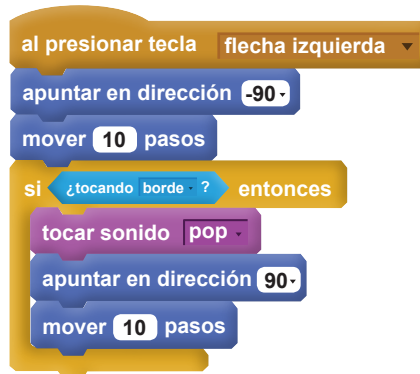 al presionar tecla flecha izquierda
apuntar en dirección -90
mover 10 pasos
si ¿tocando borde ? entonces
tocar sonido pop
apuntar en dirección 90
mover 10 pasos